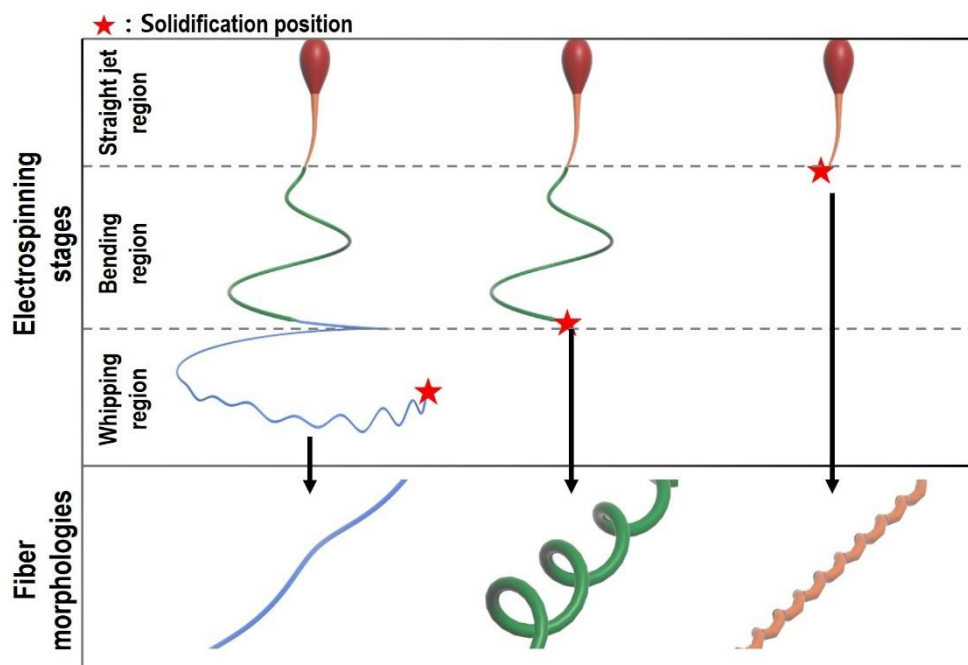 ★ : Solidification position
Electrospinning
stages
Straight jet
region
Bending
region
Whipping
region
Fiber
morphologies